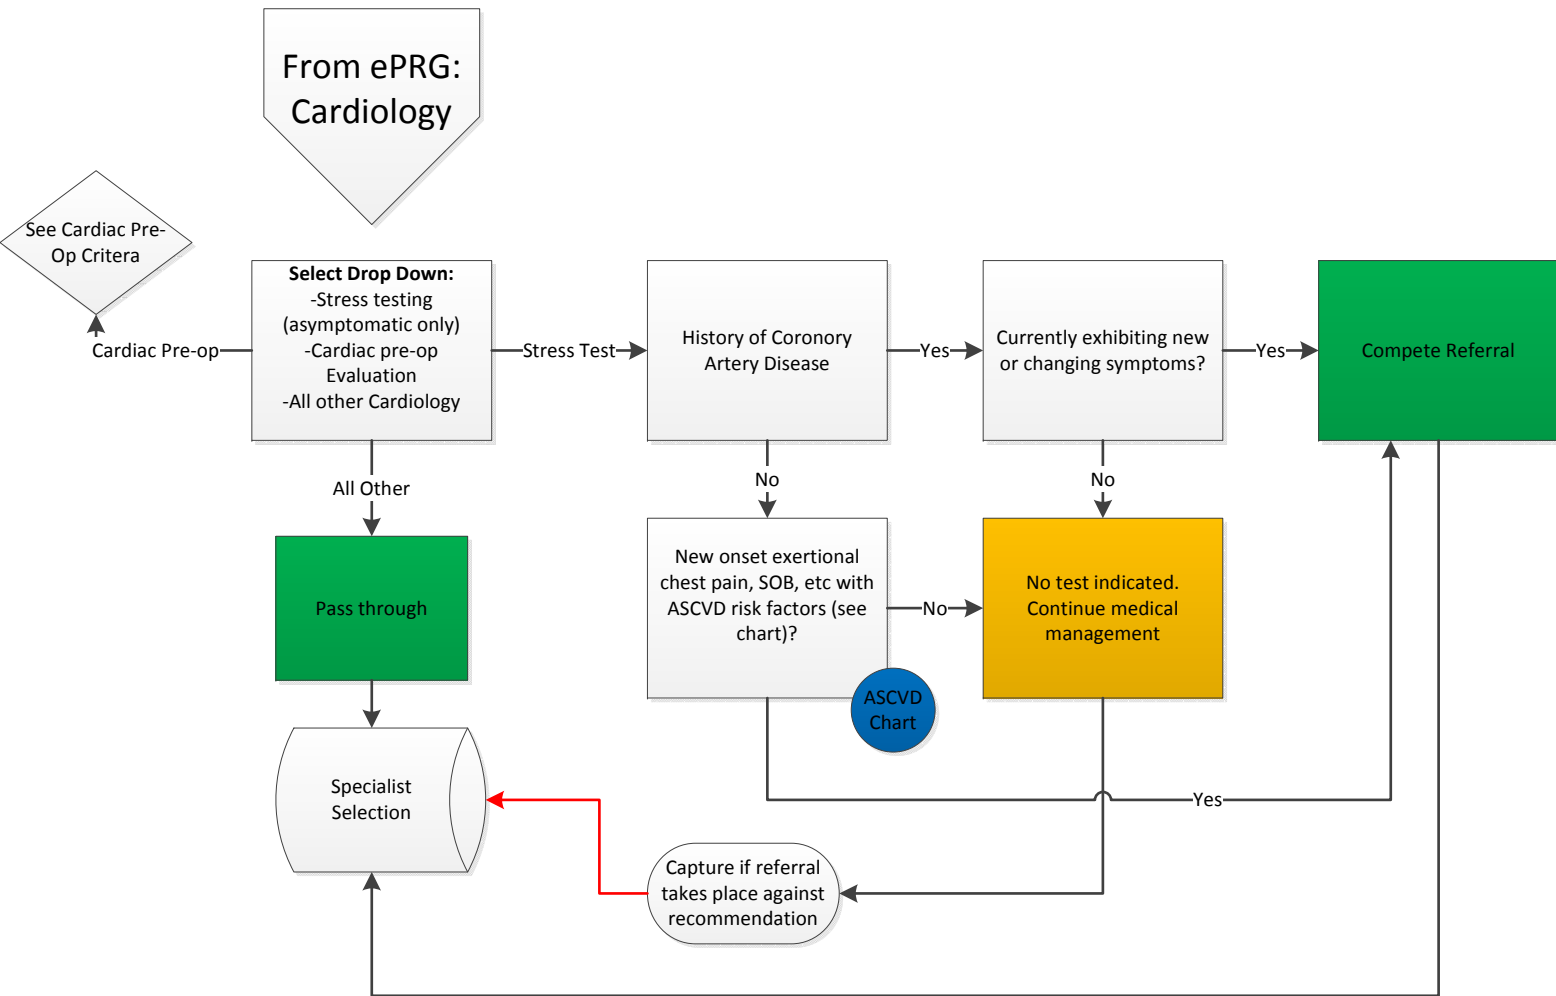 From ePRG:
Cardiology
See Cardiac Pre-
Op Critera
Cardiac Pre-op
Select Drop Down:
-Stress testing
(asymptomatic only)
-Cardiac pre-op
Evaluation
-All other Cardiology
Stress Test
History of Coronory
Artery Disease
Yes
Currently exhibiting new
or changing symptoms?
Yes
Compete Referral
All Other
No
No
Pass through
New onset exertional
chest pain, SOB, etc with
ASCVD risk factors (see
chart)?
No
No test indicated.
Continue medical
management
ASCVD
Chart
Specialist
Selection
Yes
Capture if referral
takes place against
recommendation